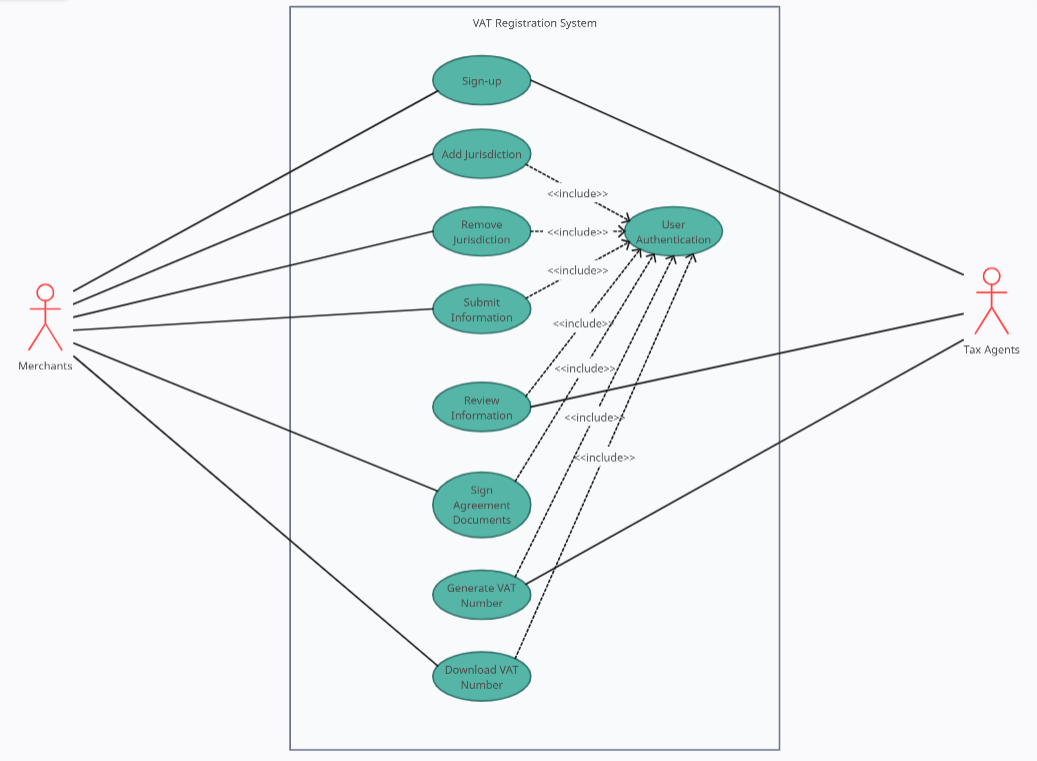 VAT Registration System
Sign-up
Add Jurisdiction
<<include>>
Remove
Jurisdiction
<<include>>
User
Authentication
<<include>>
Submit
Information
<<include>>
Merchants
Tax Agents
<<include>>
Review
Information
<<include>>
<<include>>
Sign
Agreement
Documents
Generate VAT
Number
Download VAT
Number